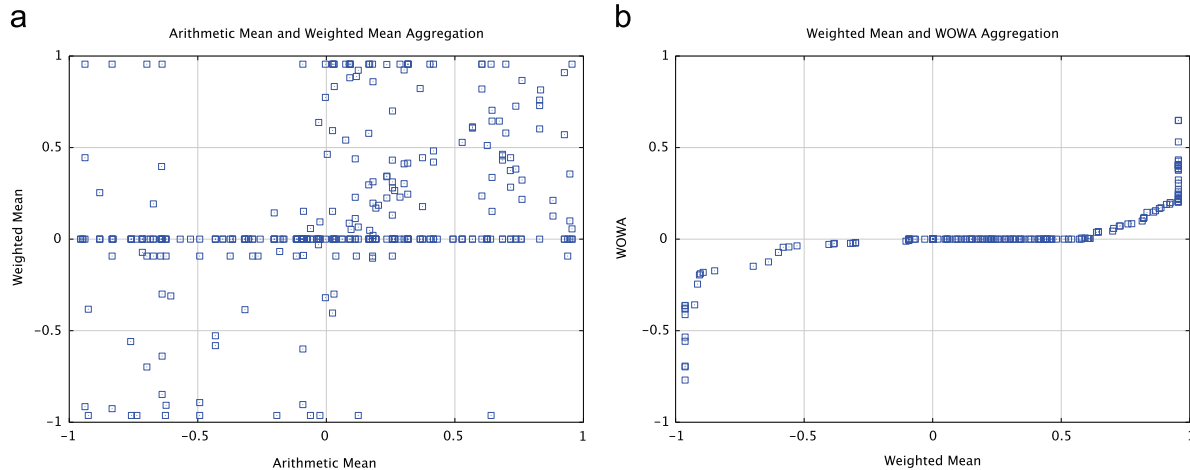 a
Arithmetic Mean and Weighted Mean Aggregation
1
0.5
0
−0.5
−1
−1
−0.5
0
0.5
1
Weighted Mean
Arithmetic Mean
b
Weighted Mean and WOWA Aggregation
1
0.5
0
−0.5
−1
−1
−0.5
0
0.5
1
WOWA
Weighted Mean